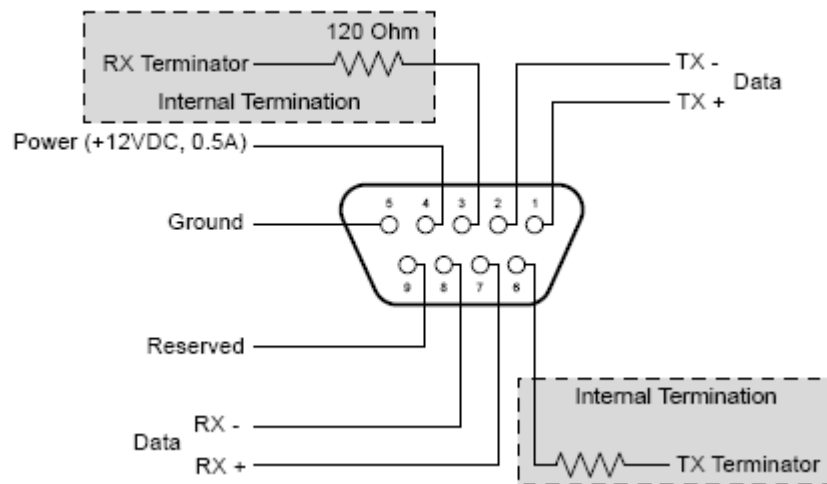 120 Ohm
RX Terminator
Internal Termination
TX -
Data
TX +
Power (+12VDC, 0.5A)
5 4 3 2 1
Ground
9 8 7 6
Reserved
Internal Termination
RX -
Data
RX +
TX Terminator